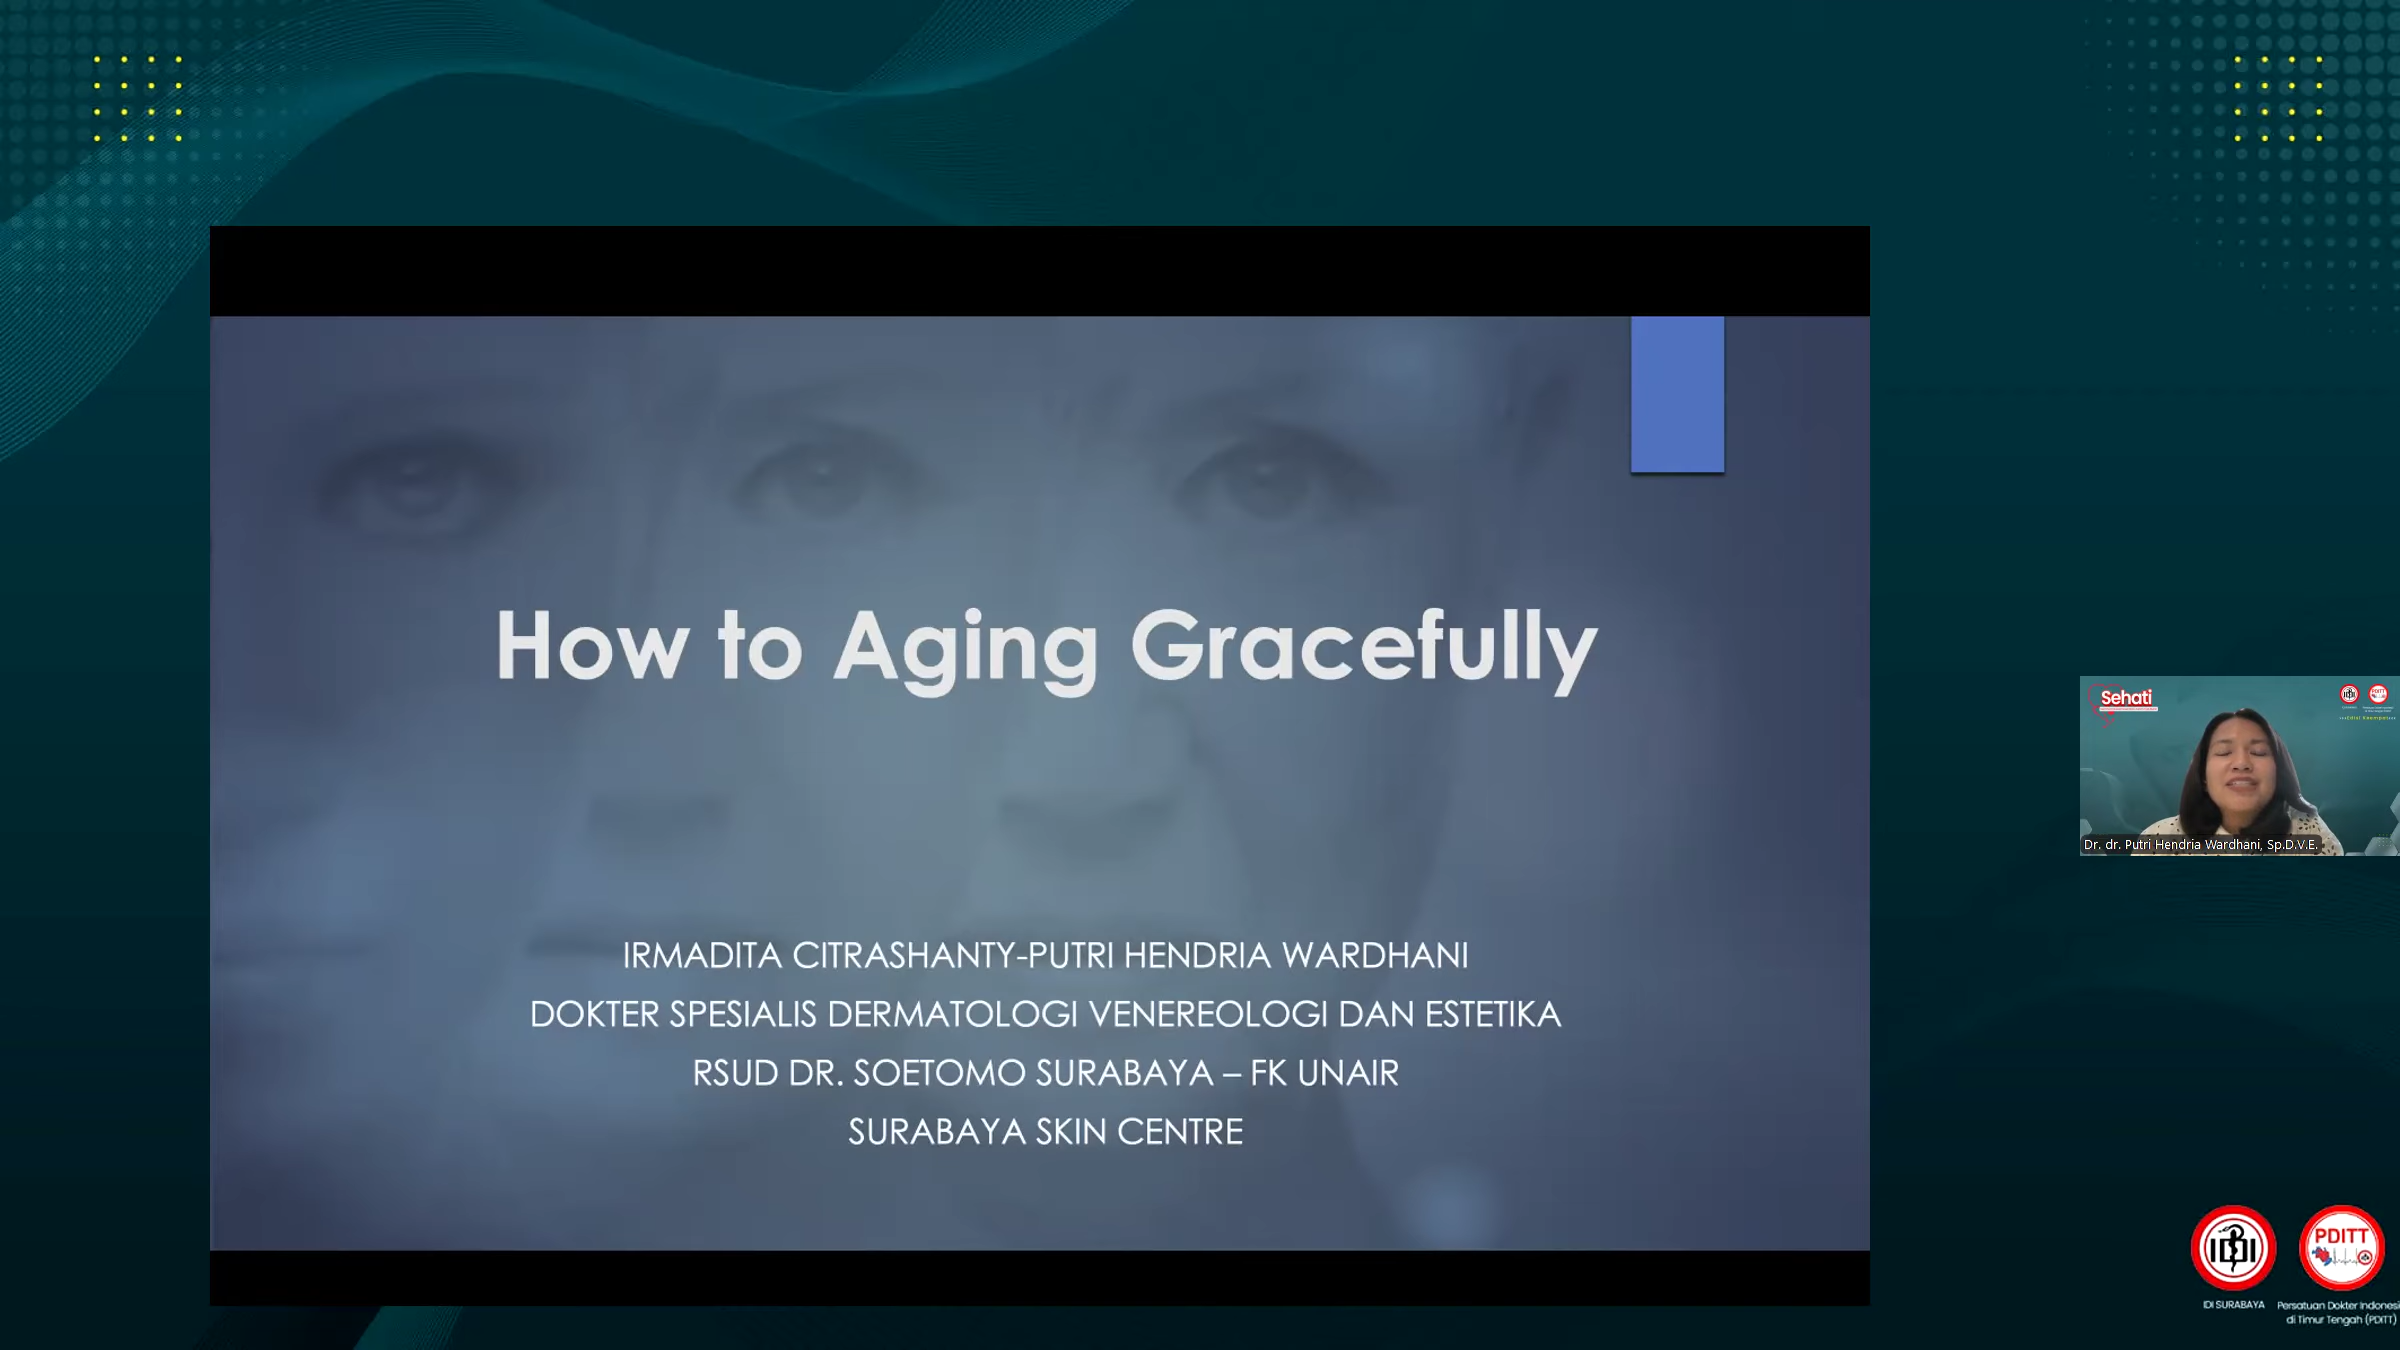 How to Aging Gracefully
IRMADITA CITRASHANTY-PUTRI HENDRIA WARDHANI
DOKTER SPESIALIS DERMATOLOGI VENEREOLOGI DAN ESTETIKA
RSUD DR. SOETOMO SURABAYA – FK UNAIR
SURABAYA SKIN CENTRE
Sehati
Dr. dr. Putri Hendria Wardhani, Sp.D.V.E.
IDI
PDITT
IDI SURABAYA
Persatuan Dokter Indonesi
di Timur Tengah (PDITT)